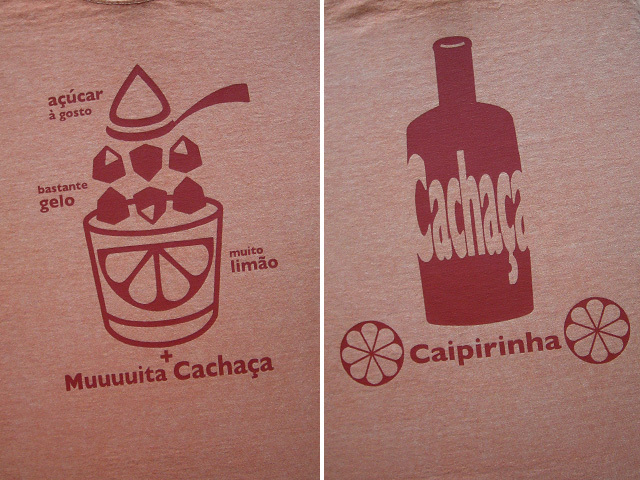 açúcar
à gosto
bastante
gelo
muito
limão
+
Muuuuita Cachaça
Cachaça
Caipirinha